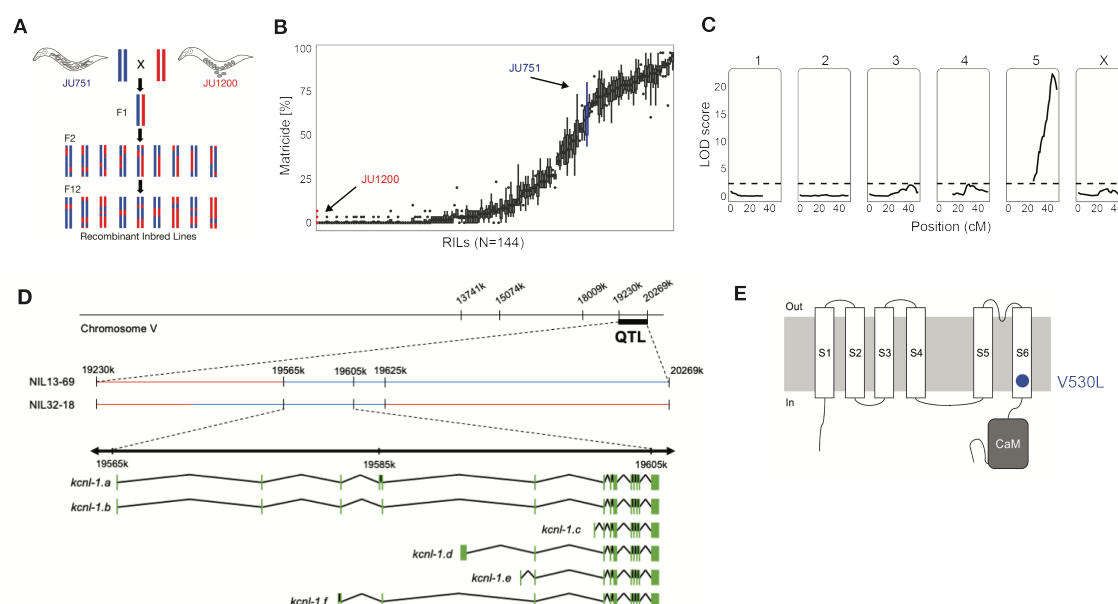 A
JU751
X
JU1200
F1
F2
F12
Recombinant Inbred Lines
B
Matricide [%]
100
75
50
25
0
JU751
JU1200
RILs (N=144)
C
1 2 3 4 5 X
LOD score
20
15
10
5
0
0 20 40 0 20 40 0 20 40 0 20 40 0 20 40 0 20 40
Position (cM)
D
13741k 15074k 18009k 19230k 20269k
Chromosome V
QTL
19230k 19565k 19605k 19625k 20269k
NIL13-69
NIL32-18
19565k 19585k 19605k
kcnl-1.a
kcnl-1.b
kcnl-1.c
kcnl-1.d
kcnl-1.e
kcnl-1.f
E
Out
S1 S2 S3 S4 S5 S6
V530L
In
CaM